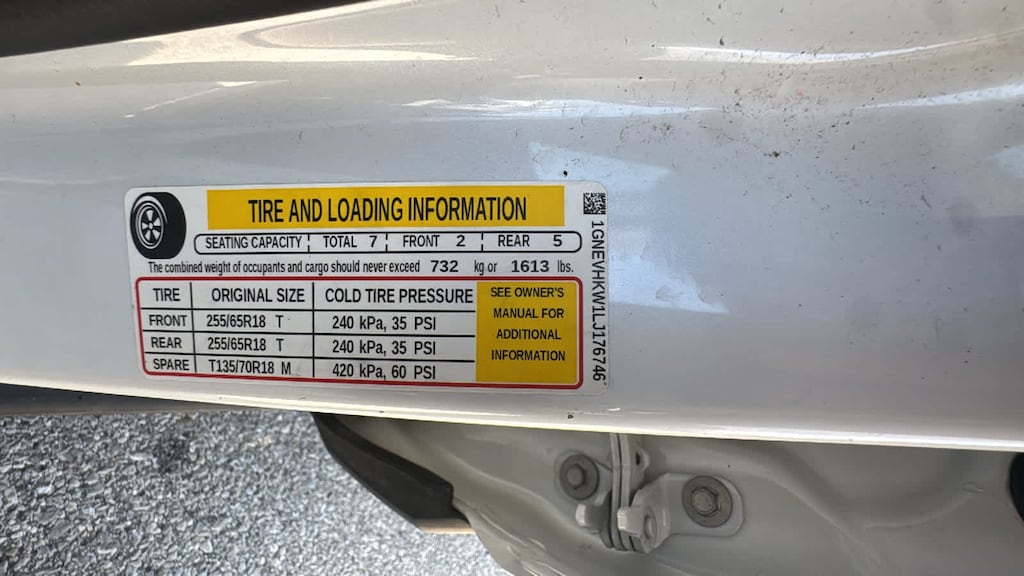 TIRE AND LOADING INFORMATION
SEATING CAPACITY TOTAL 7 FRONT 2 REAR 5
The combined weight of occupants and cargo should never exceed 732 kg or 1613 lbs.
TIRE ORIGINAL SIZE COLD TIRE PRESSURE
FRONT 255/65R18 T 240 kPa, 35 PSI
REAR 255/65R18 T 240 kPa, 35 PSI
SPARE T135/70R18 M 420 kPa, 60 PSI
SEE OWNER'S
MANUAL FOR
ADDITIONAL
INFORMATION
1GNEVHKW1LJ176746